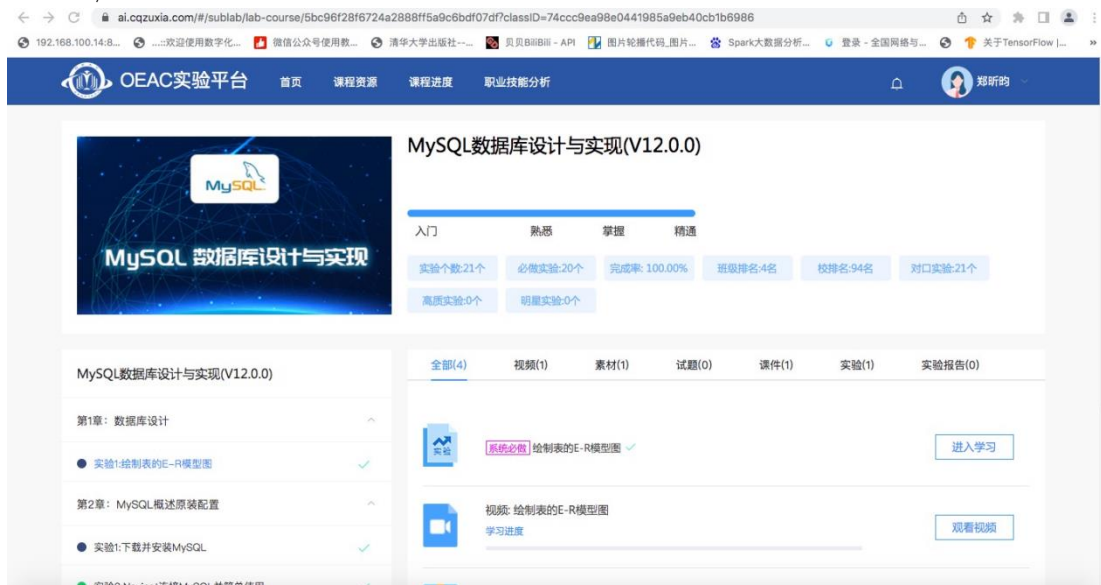 ai.cqzuxia.com/#/sublab/lab-course/5bc96f28f6724a2888ff5a9c6bdf07df?classID=74ccc9ea98e0441985a9eb40cb1b6986
192.168.100.14:8... ...::欢迎使用数字化... 微信公众号使用教... 清华大学出版社--... 贝贝BiliBili - API 图片轮播代码_图片... Spark大数据分析... 登录 - 全国网络与... 关于TensorFlow |... »
OEAC实验平台 首页 课程资源 课程进度 职业技能分析 郑昕昀
MySQL
MySQL 数据库设计与实现
MySQL数据库设计与实现(V12.0.0)
入门 熟悉 掌握 精通
实验个数:21个 必做实验:20个 完成率: 100.00% 班级排名:4名 校排名:94名 对口实验:21个
高质实验:0个 明星实验:0个
MySQL数据库设计与实现(V12.0.0)
第1章：数据库设计
实验1:绘制表的E-R模型图
第2章：MySQL概述原装配置
实验1:下载并安装MySQL
全部(4) 视频(1) 素材(1) 试题(0) 课件(1) 实验(1) 实验报告(0)
实验
系统必做 绘制表的E-R模型图
进入学习
视频: 绘制表的E-R模型图
学习进度
观看视频